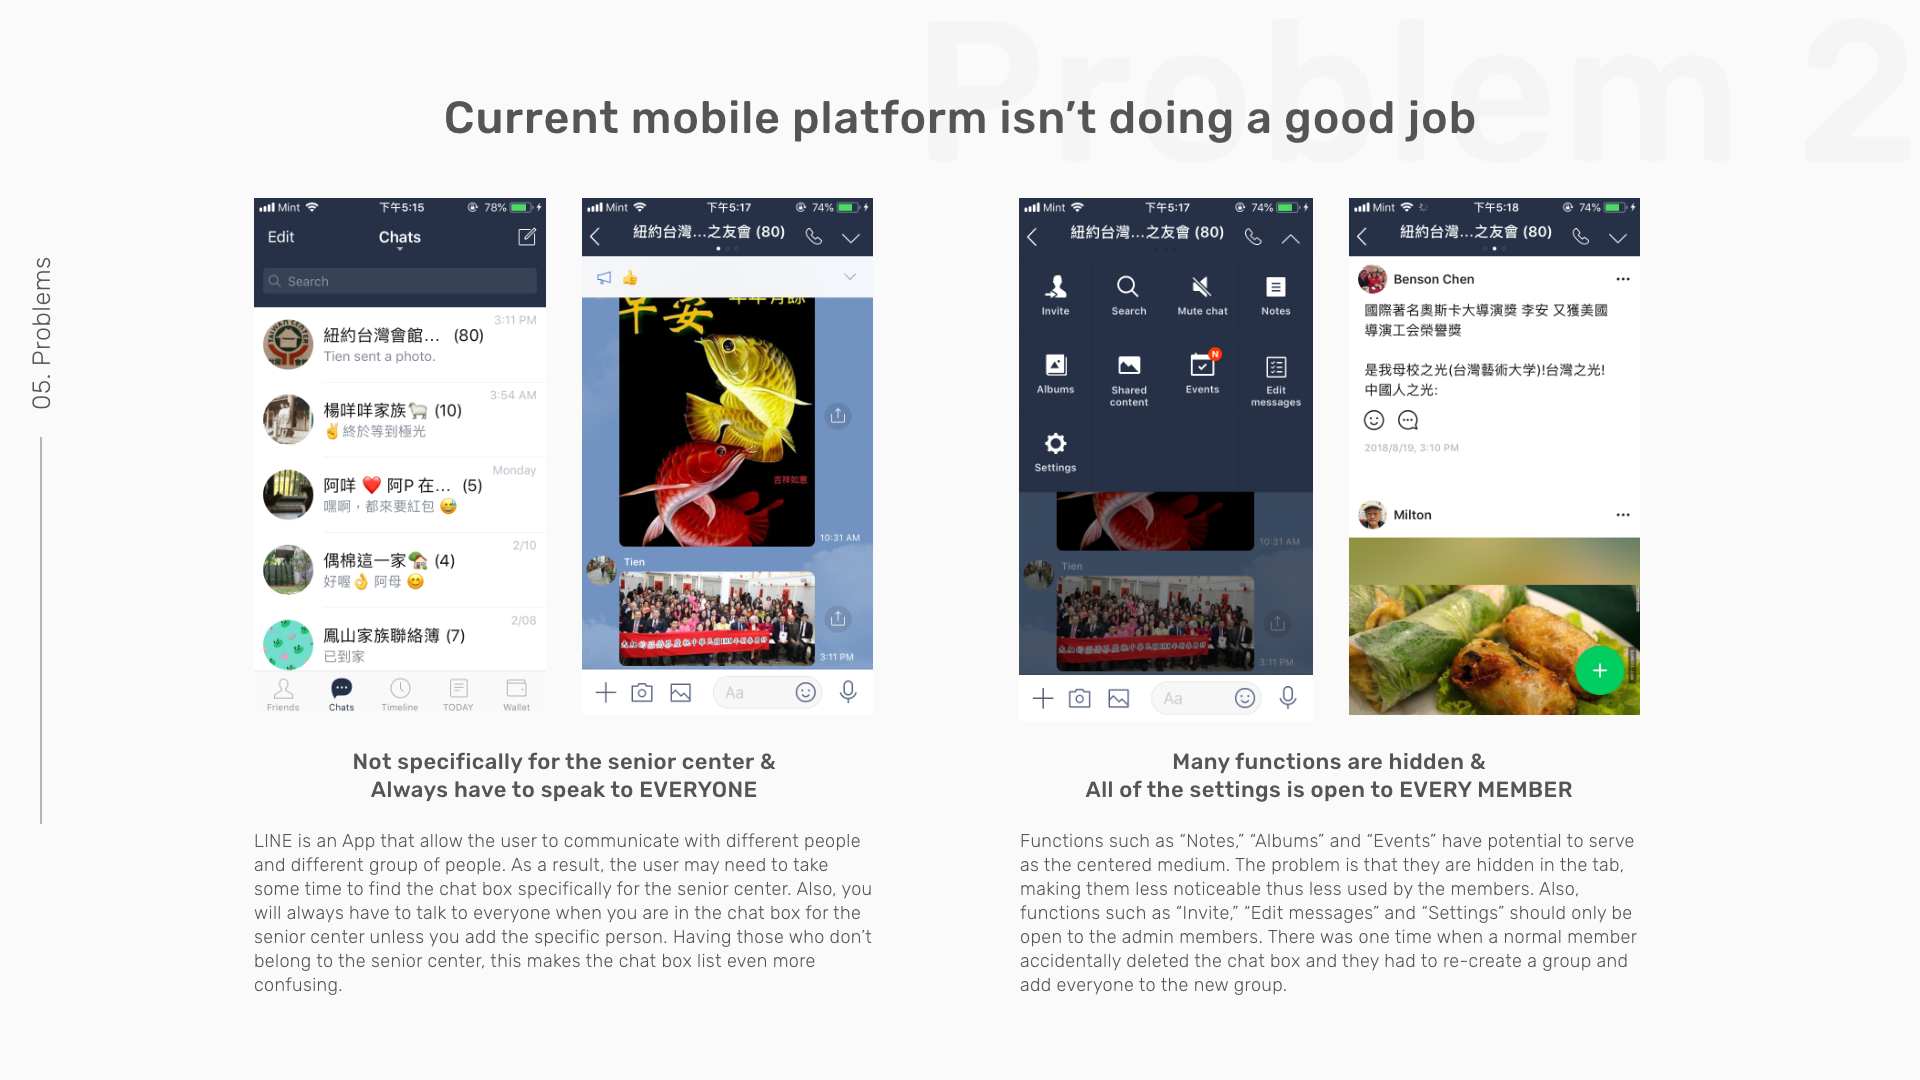 Problem 2
Current mobile platform isn’t doing a good job
05. Problems
Mint 下午5:15 78%
Edit Chats
Search
3:11 PM
紐約台灣會館... (80)
Tien sent a photo.
3:54 AM
楊咩咩家族🐑 (10)
✌️終於等到極光
Monday
阿咩 ❤️ 阿P 在... (5)
嘿啊，都來要紅包 😅
2/10
偶棉這一家🏡 (4)
好喔👌 阿母 😊
2/08
鳳山家族聯絡簿 (7)
已到家
Friends Chats Timeline TODAY Wallet
Mint 下午5:17 74%
紐約台灣...之友會 (80)
早安
吉祥如意
10:31 AM
Tien
3:11 PM
Aa
Not specifically for the senior center &
Always have to speak to EVERYONE
LINE is an App that allow the user to communicate with different people
and different group of people. As a result, the user may need to take
some time to find the chat box specifically for the senior center. Also, you
will always have to talk to everyone when you are in the chat box for the
senior center unless you add the specific person. Having those who don’t
belong to the senior center, this makes the chat box list even more
confusing.
Mint 下午5:17 74%
紐約台灣...之友會 (80)
Invite Search Mute chat Notes
N
Albums Shared content Events Edit messages
Settings
10:31 AM
Tien
3:11 PM
Aa
Mint 下午5:18 74%
紐約台灣...之友會 (80)
Benson Chen
國際著名奧斯卡大導演獎 李安 又獲美國
導演工会榮譽獎
是我母校之光(台灣藝術大学)!台灣之光!
中國人之光:
2018/8/19, 3:10 PM
Milton
Many functions are hidden &
All of the settings is open to EVERY MEMBER
Functions such as “Notes,” “Albums” and “Events” have potential to serve
as the centered medium. The problem is that they are hidden in the tab,
making them less noticeable thus less used by the members. Also,
functions such as “Invite,” “Edit messages” and “Settings” should only be
open to the admin members. There was one time when a normal member
accidentally deleted the chat box and they had to re-create a group and
add everyone to the new group.